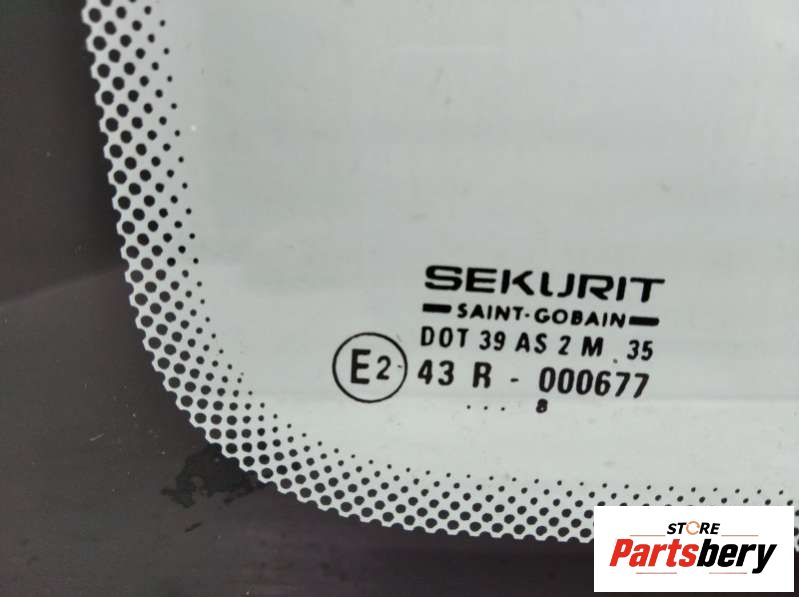 SEKURIT
SAINT-GOBAIN
DOT 39 AS 2 M 35
E2 43 R - 000677
... 8
STORE
Partsbery